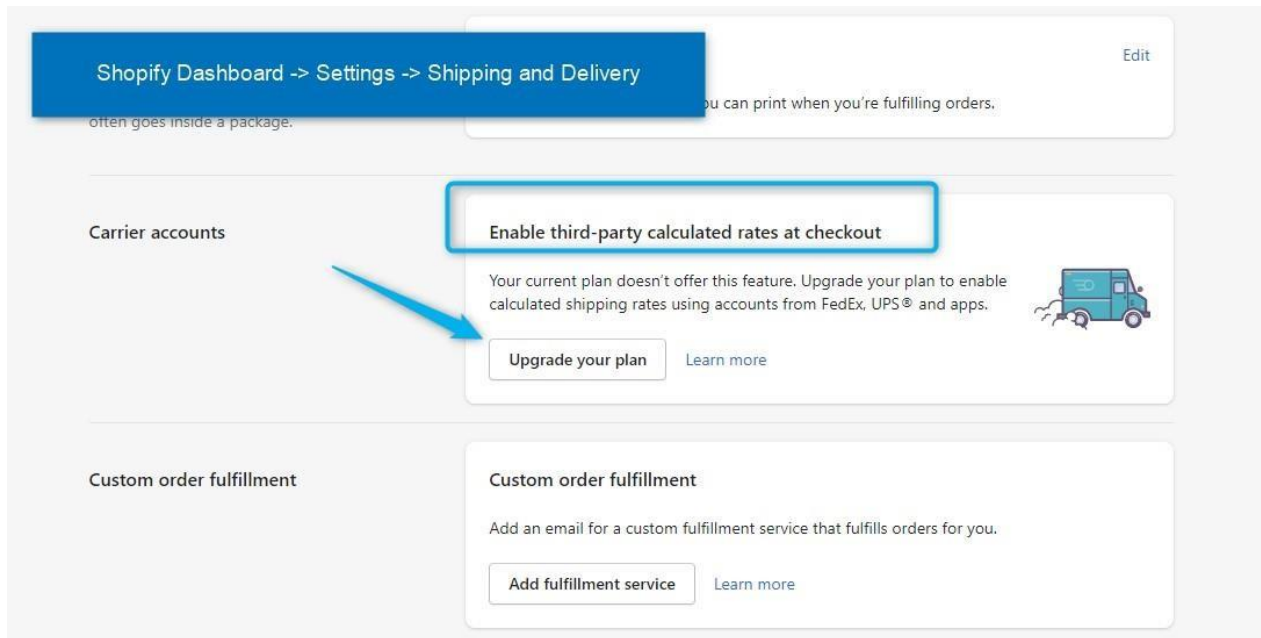 Shopify Dashboard -> Settings -> Shipping and Delivery
Edit
you can print when you're fulfilling orders.
often goes inside a package.
Carrier accounts
Enable third-party calculated rates at checkout
Your current plan doesn't offer this feature. Upgrade your plan to enable
calculated shipping rates using accounts from FedEx, UPS® and apps.
Upgrade your plan
Learn more
Custom order fulfillment
Custom order fulfillment
Add an email for a custom fulfillment service that fulfills orders for you.
Add fulfillment service
Learn more